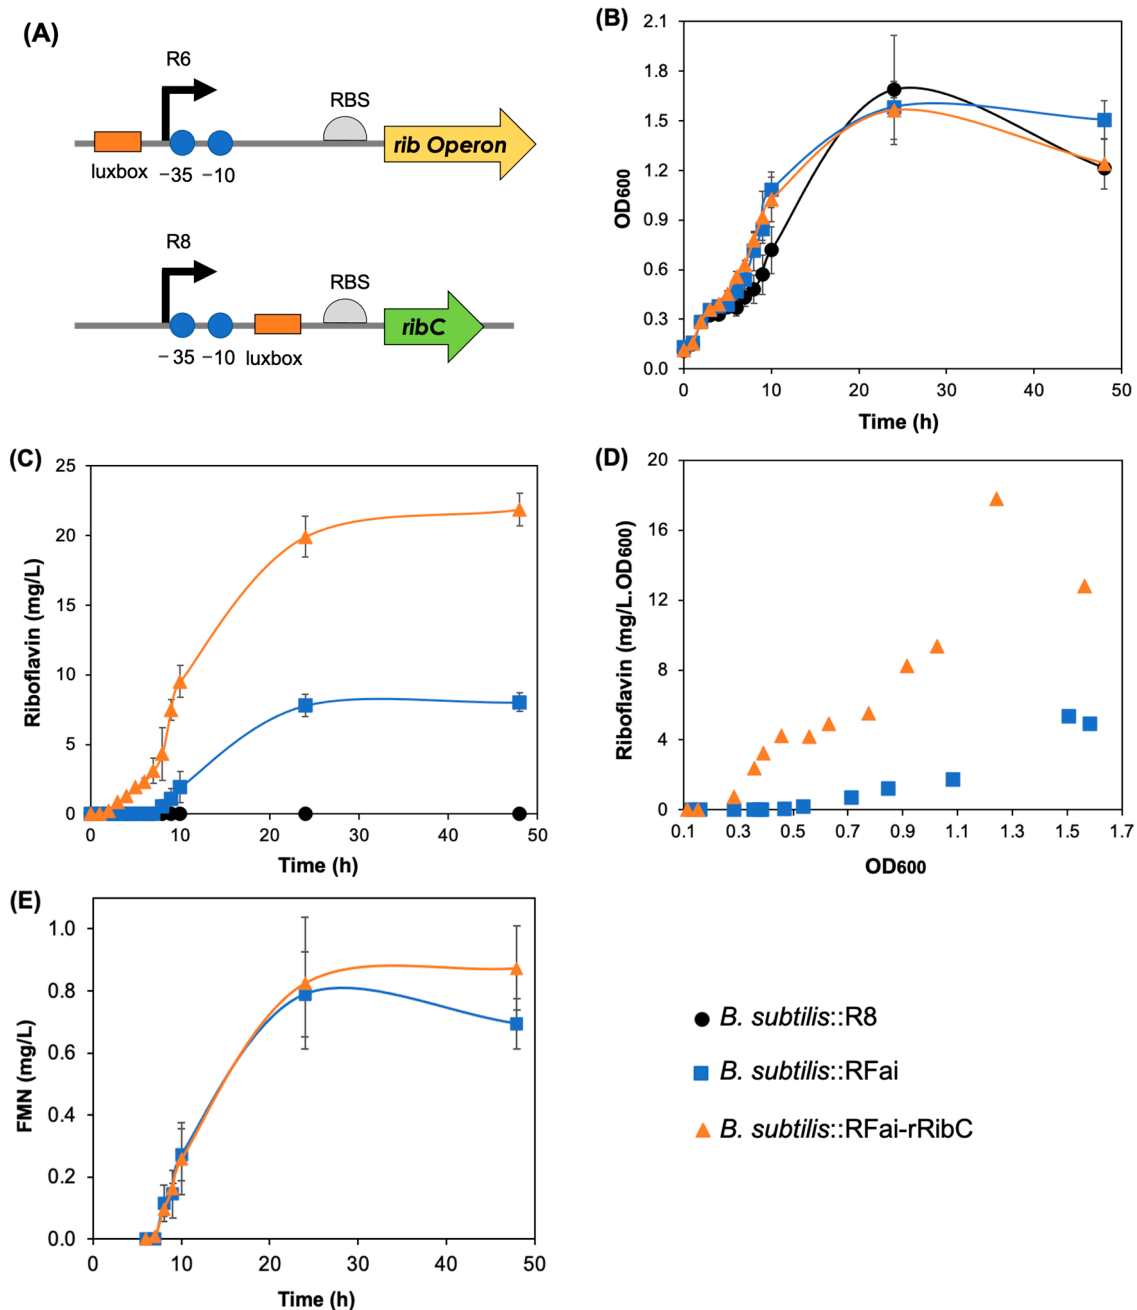 (A)
R6
RBS
rib Operon
luxbox
−35
−10
R8
RBS
ribC
−35
−10
luxbox
(B)
2.1
1.8
1.5
1.2
0.9
0.6
0.3
0.0
OD600
0 10 20 30 40 50
Time (h)
(C)
25
20
15
10
5
0
Riboflavin (mg/L)
0 10 20 30 40 50
Time (h)
(D)
20
16
12
8
4
0
Riboflavin (mg/L.OD600)
0.1 0.3 0.5 0.7 0.9 1.1 1.3 1.5 1.7
OD600
(E)
1.0
0.8
0.6
0.4
0.2
0.0
FMN (mg/L)
0 10 20 30 40 50
Time (h)
B. subtilis::R8
B. subtilis::RFai
B. subtilis::RFai-rRibC